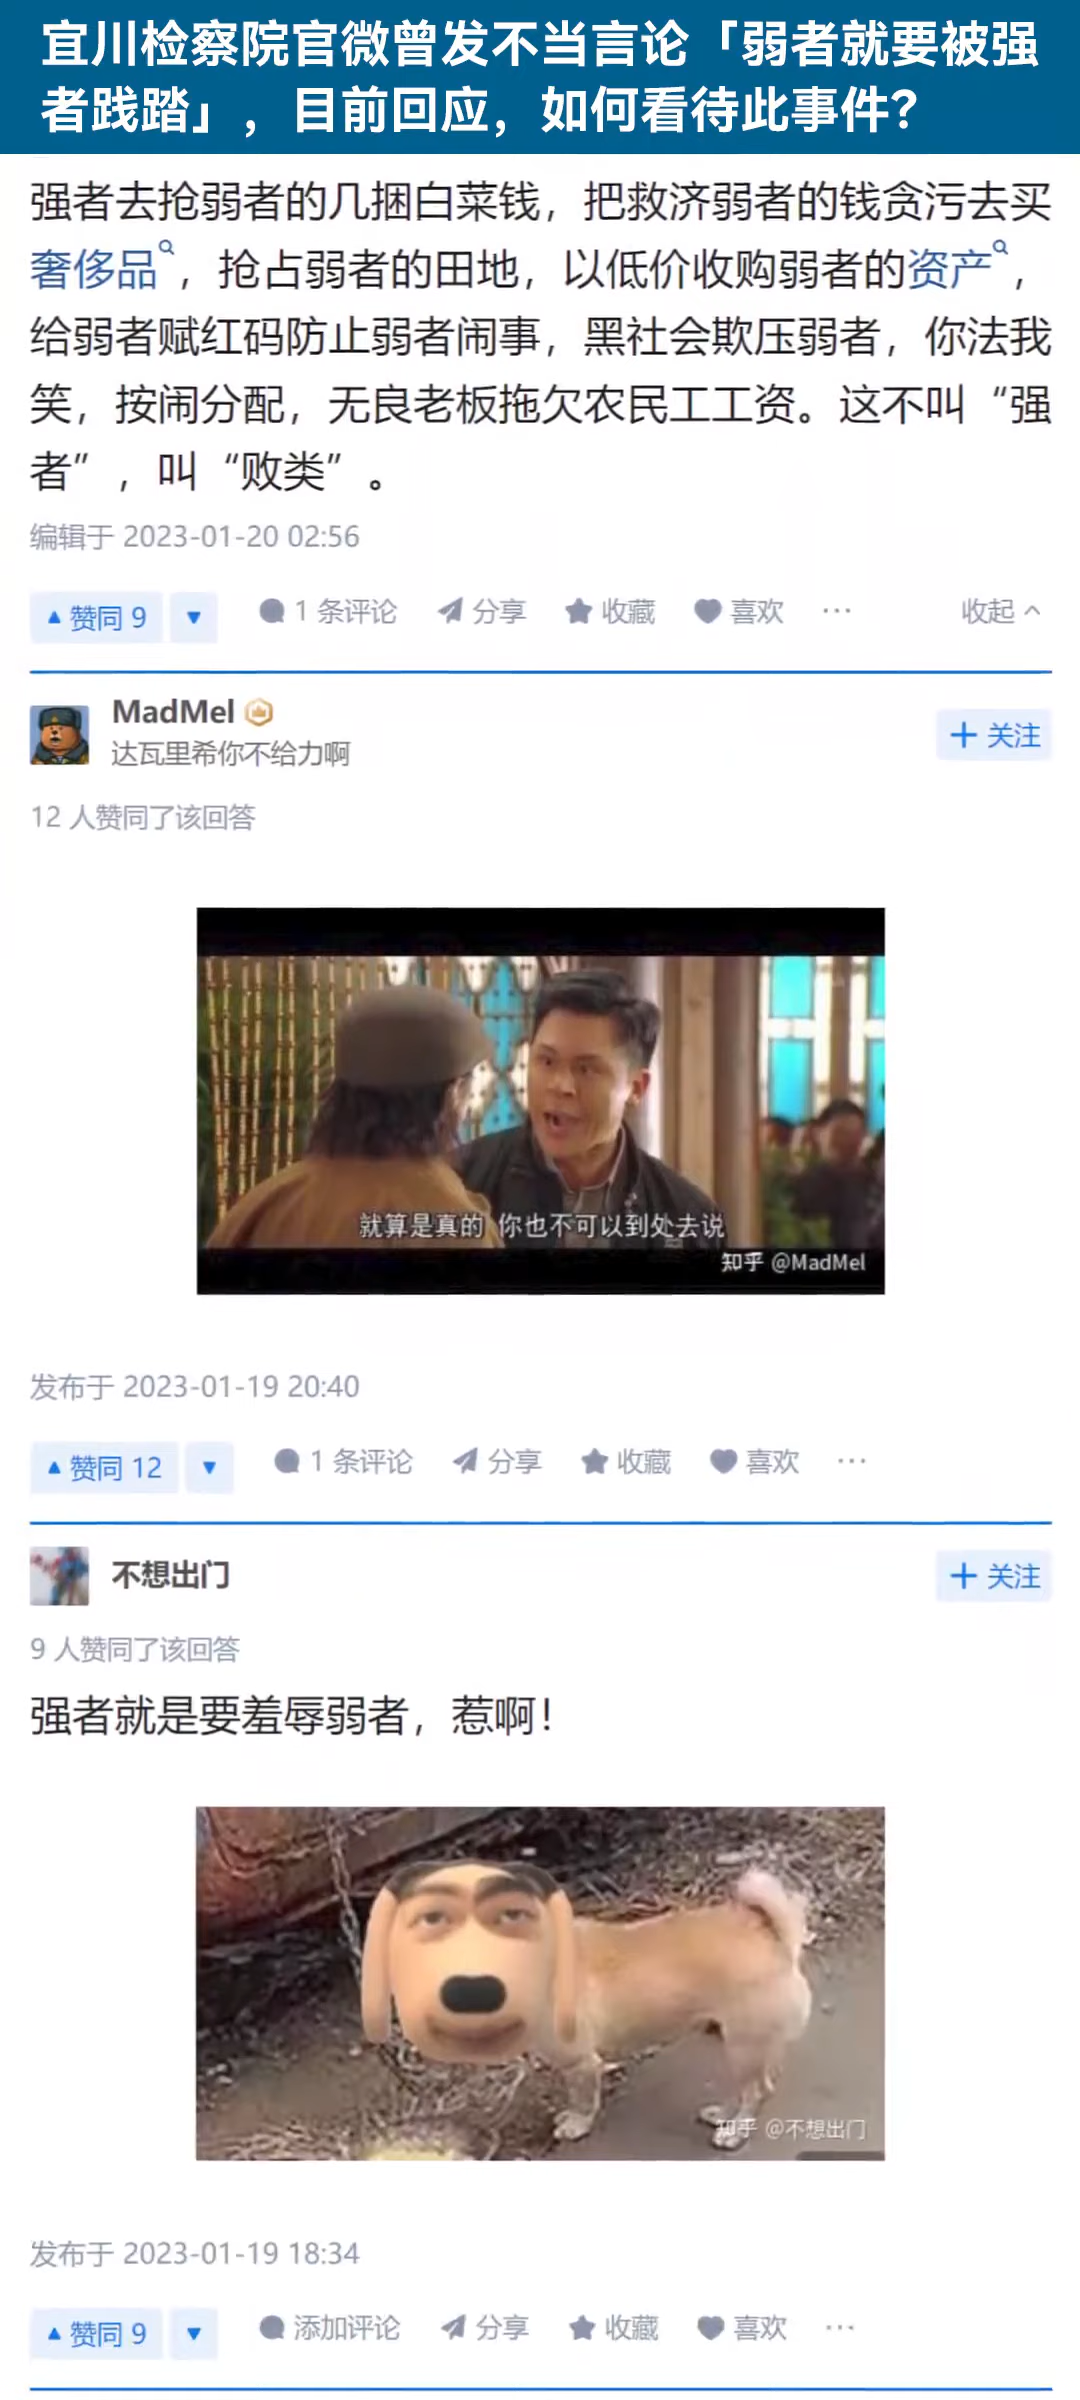 宜川检察院官微曾发不当言论「弱者就要被强
者践踏」，目前回应，如何看待此事件？
强者去抢弱者的几捆白菜钱，把救济弱者的钱贪污去买
奢侈品，抢占弱者的田地，以低价收购弱者的资产，
给弱者赋红码防止弱者闹事，黑社会欺压弱者，你法我
笑，按闹分配，无良老板拖欠农民工工资。这不叫“强
者”，叫“败类”。
编辑于 2023-01-20 02:56
赞同 9 1 条评论 分享 收藏 喜欢 ··· 收起
MadMel
＋ 关注
达瓦里希你不给力啊
12 人赞同了该回答
就算是真的 你也不可以到处去说
知乎 @MadMel
发布于 2023-01-19 20:40
赞同 12 1 条评论 分享 收藏 喜欢 ···
不想出门
＋ 关注
9 人赞同了该回答
强者就是要羞辱弱者，惹啊！
知乎 @不想出门
发布于 2023-01-19 18:34
赞同 9 添加评论 分享 收藏 喜欢 ···